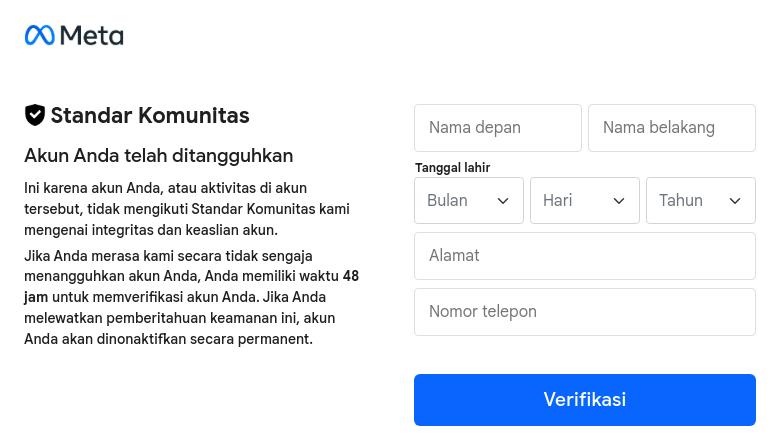 Meta
Standar Komunitas
Akun Anda telah ditangguhkan
Ini karena akun Anda, atau aktivitas di akun
tersebut, tidak mengikuti Standar Komunitas kami
mengenai integritas dan keaslian akun.
Jika Anda merasa kami secara tidak sengaja
menangguhkan akun Anda, Anda memiliki waktu 48
jam untuk memverifikasi akun Anda. Jika Anda
melewatkan pemberitahuan keamanan ini, akun
Anda akan dinonaktifkan secara permanent.
Nama depan
Nama belakang
Tanggal lahir
Bulan
Hari
Tahun
Alamat
Nomor telepon
Verifikasi